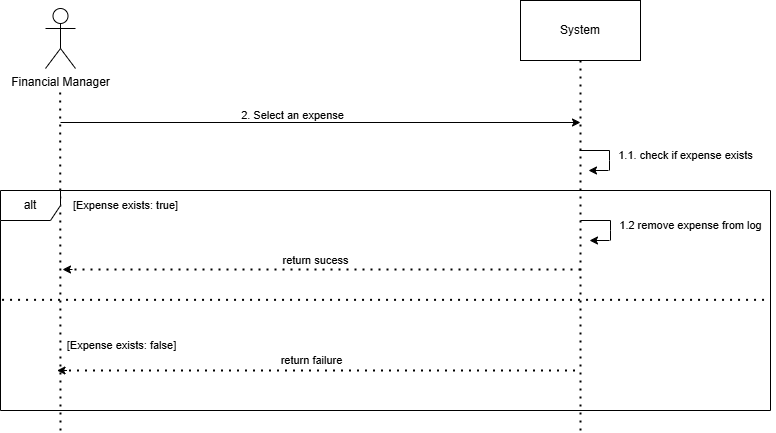 System
Financial Manager
2. Select an expense
1.1. check if expense exists
alt
[Expense exists: true]
1.2 remove expense from log
return sucess
[Expense exists: false]
return failure